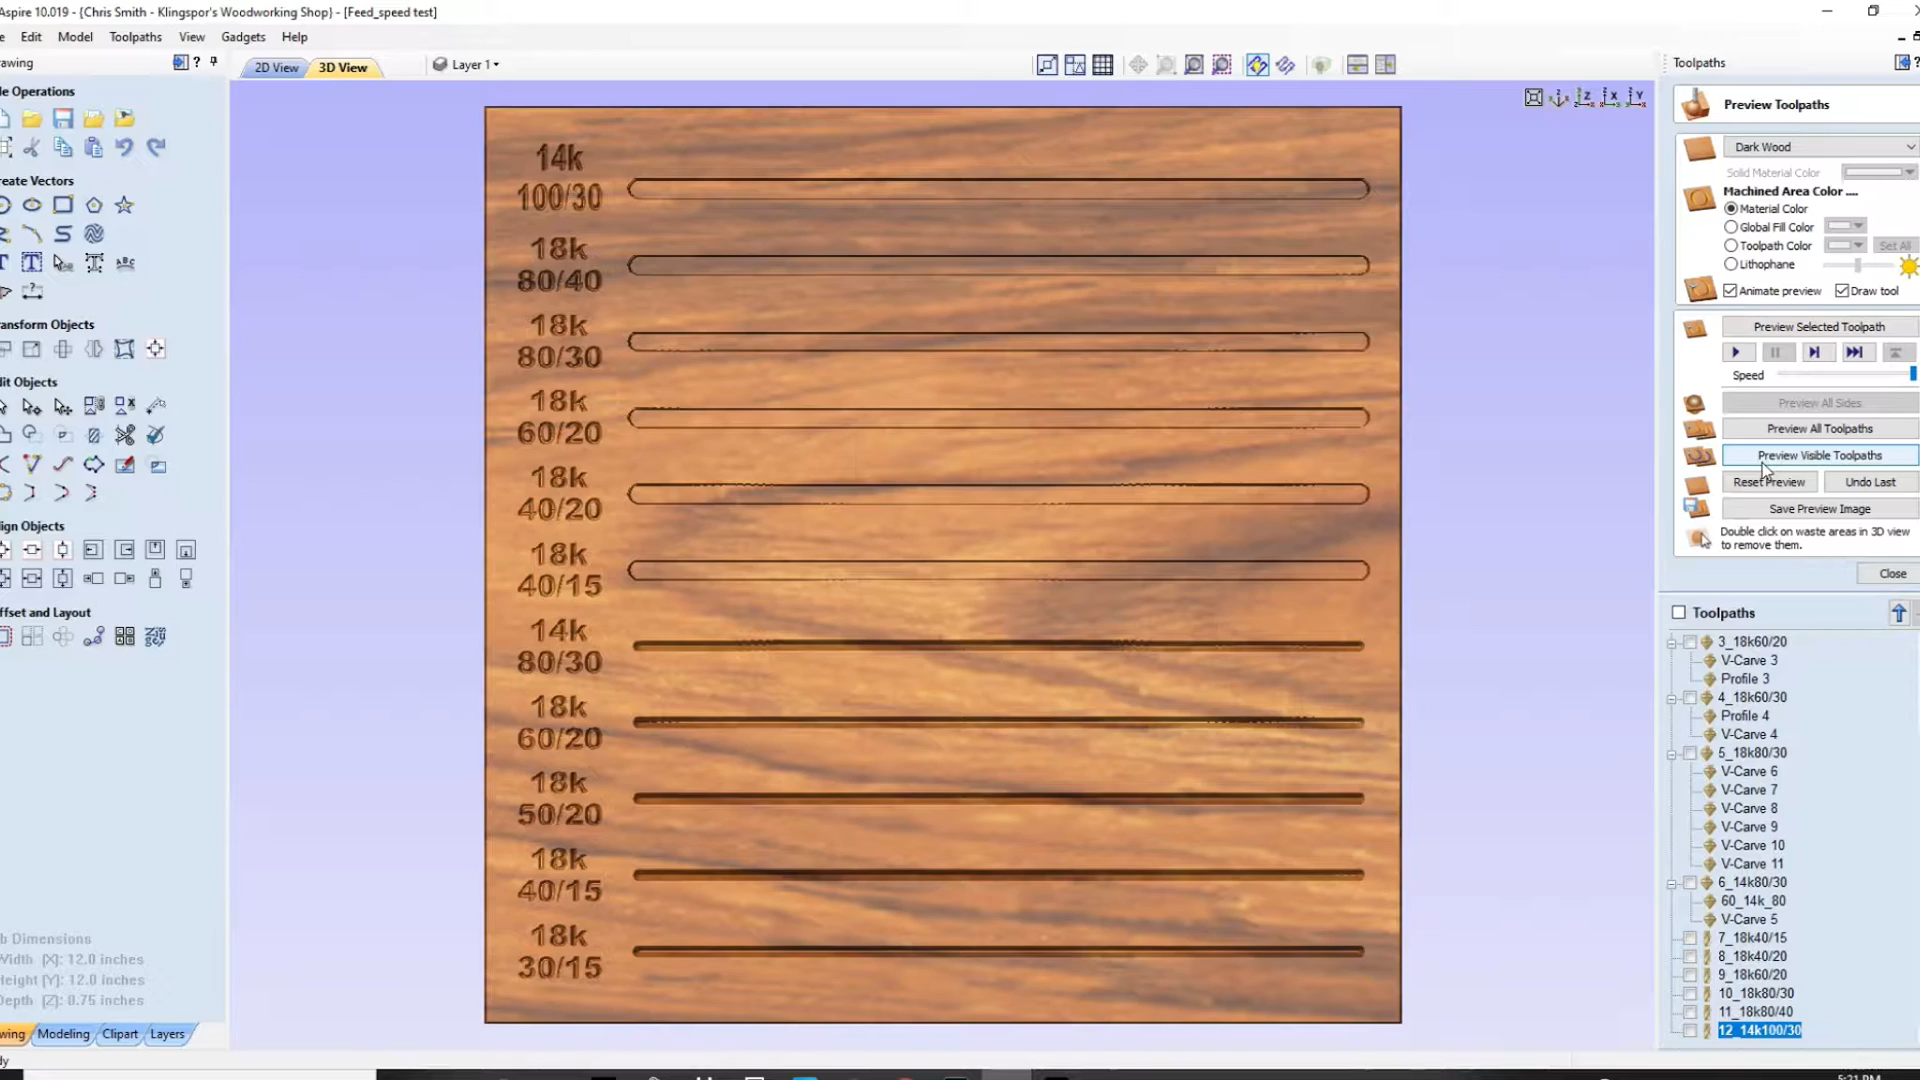 Aspire 10.019 - {Chris Smith - Klingspor's Woodworking Shop} - [Feed_speed test]
Edit Model Toolpaths View Gadgets Help
2D View 3D View Layer 1
Toolpaths
Preview Toolpaths
Dark Wood
Solid Material Color
Machined Area Color ....
Material Color
Global Fill Color
Toolpath Color Set All
Lithophane
Animate preview Draw tool
Preview Selected Toolpath
Speed
Preview All Sides
Preview All Toolpaths
Preview Visible Toolpaths
Reset Preview Undo Last
Save Preview Image
Double click on waste areas in 3D view
to remove them.
Close
Toolpaths
3_18k60/20
V-Carve 3
Profile 3
4_18k60/30
Profile 4
V-Carve 4
5_18k80/30
V-Carve 6
V-Carve 7
V-Carve 8
V-Carve 9
V-Carve 10
V-Carve 11
6_14k80/30
60_14k_80
V-Carve 5
7_18k40/15
8_18k40/20
9_18k60/20
10_18k80/30
11_18k80/40
12_14k100/30
rawing
le Operations
reate Vectors
ransform Objects
dit Objects
lign Objects
ffset and Layout
b Dimensions
Width [X]: 12.0 inches
Height [Y]: 12.0 inches
Depth [Z]: 0.75 inches
wing Modeling Clipart Layers
dy
Z X Y
14k
100/30
18k
80/40
18k
80/30
18k
60/20
18k
40/20
18k
40/15
14k
80/30
18k
60/20
18k
50/20
18k
40/15
18k
30/15